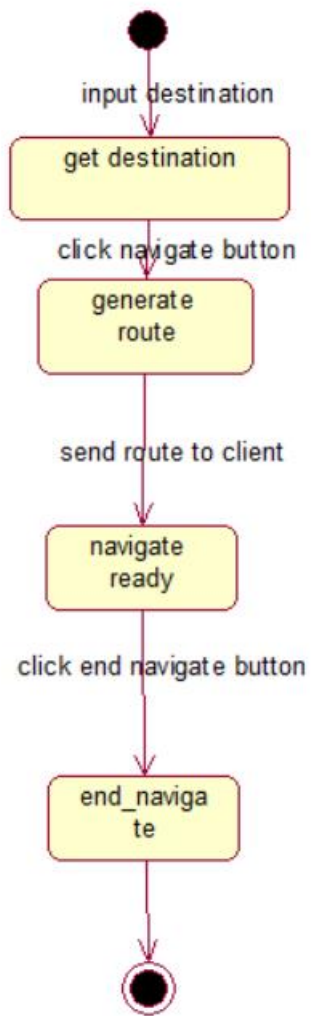 input destination
get destination
click navigate button
generate
route
send route to client
navigate
ready
click end navigate button
end_naviga
te